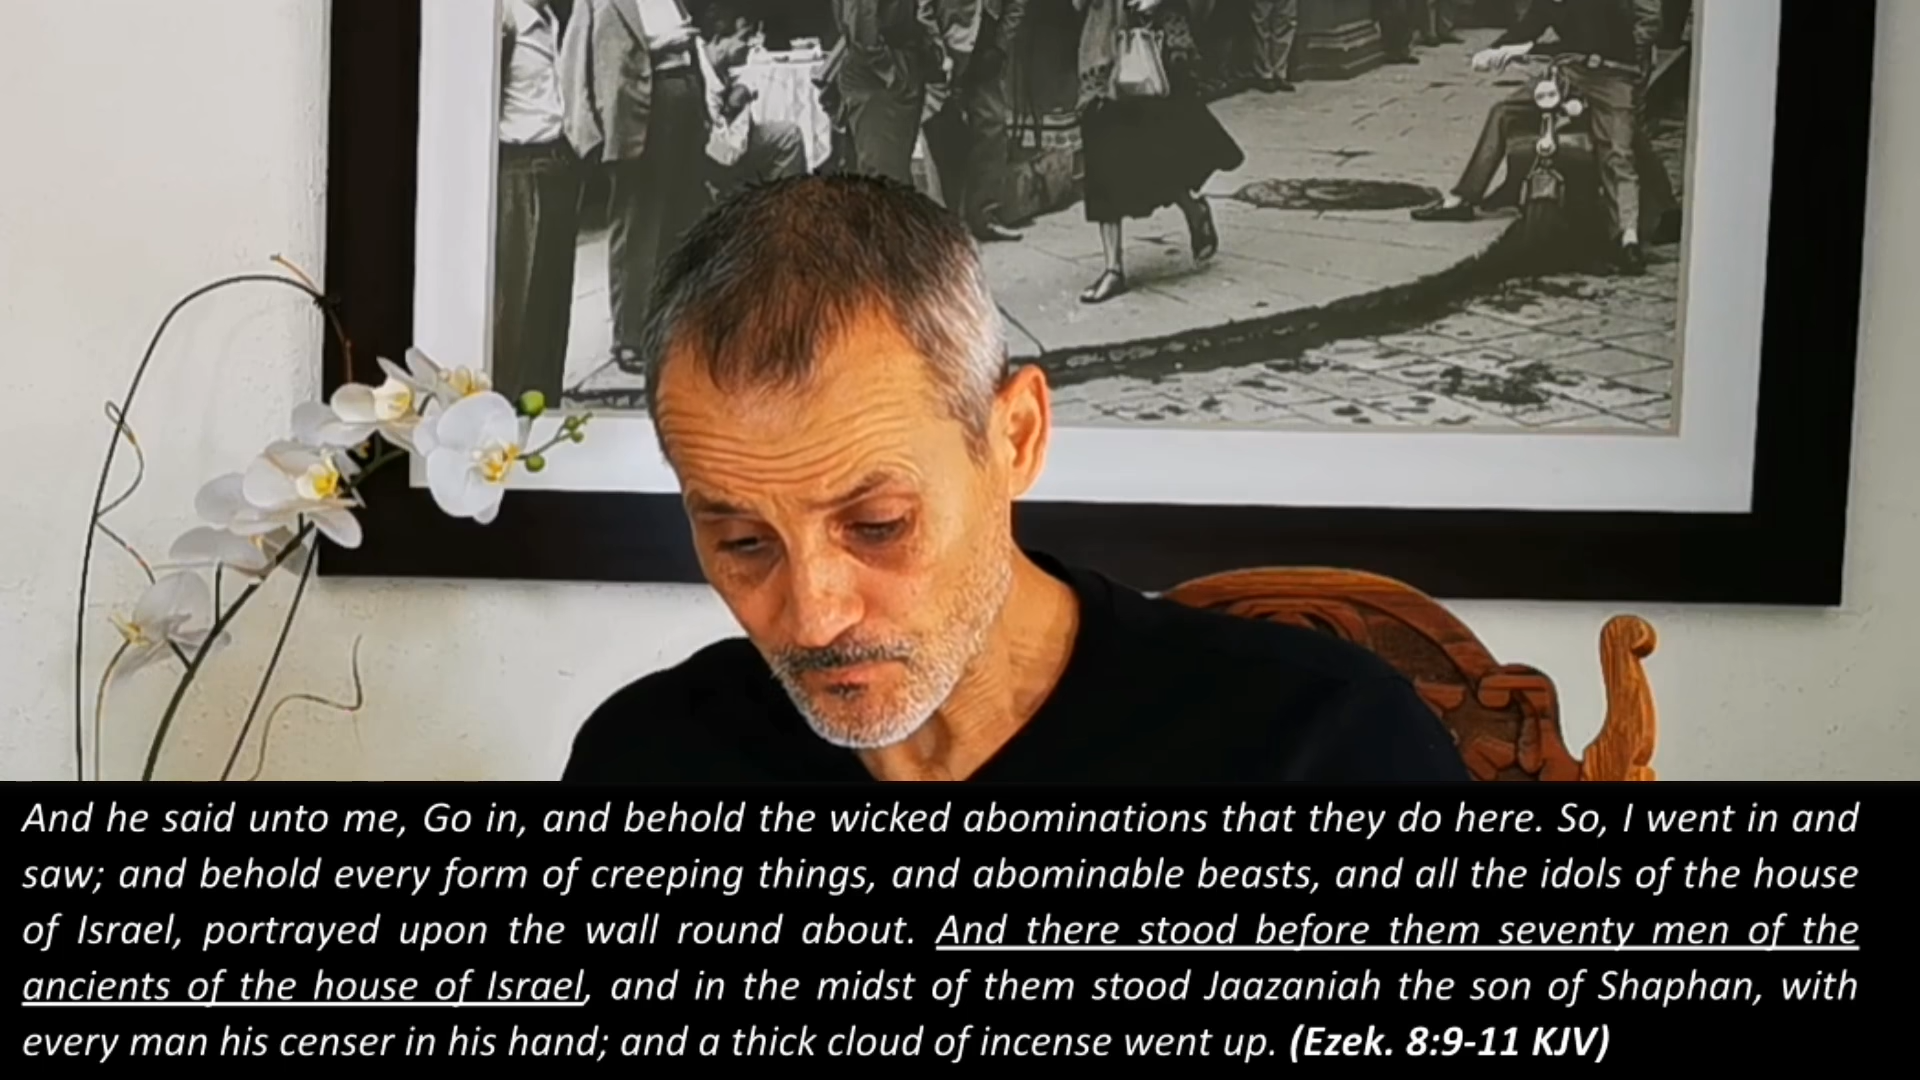 And he said unto me, Go in, and behold the wicked abominations that they do here. So, I went in and
saw; and behold every form of creeping things, and abominable beasts, and all the idols of the house
of Israel, portrayed upon the wall round about. And there stood before them seventy men of the
ancients of the house of Israel, and in the midst of them stood Jaazaniah the son of Shaphan, with
every man his censer in his hand; and a thick cloud of incense went up. (Ezek. 8:9-11 KJV)